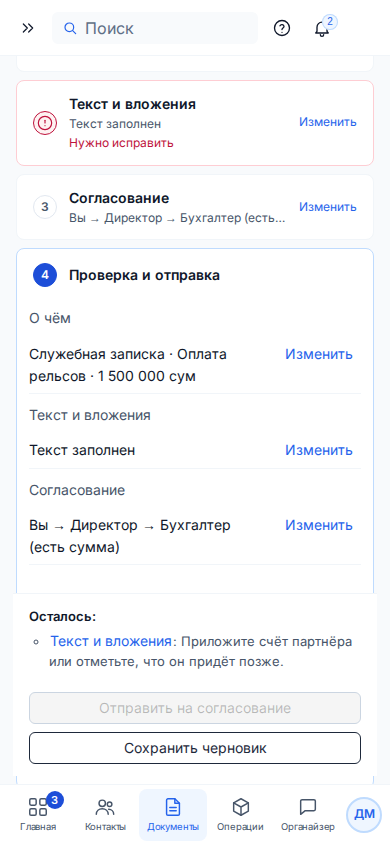 Поиск
2
Текст и вложения
Текст заполнен
Нужно исправить
Изменить
3
Согласование
Вы → Директор → Бухгалтер (есть...
Изменить
4
Проверка и отправка
О чём
Служебная записка · Оплата
рельсов · 1 500 000 сум
Изменить
Текст и вложения
Текст заполнен
Изменить
Согласование
Вы → Директор → Бухгалтер
(есть сумма)
Изменить
Осталось:
Текст и вложения: Приложите счёт партнёра
или отметьте, что он придёт позже.
Отправить на согласование
Сохранить черновик
3
Главная
Контакты
Документы
Операции
Органайзер
ДМ